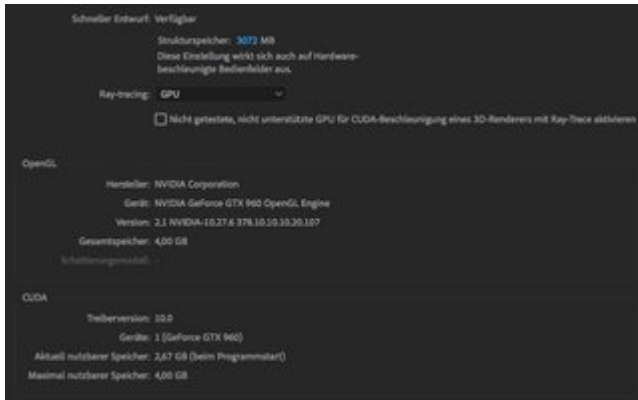 Schneller Entwurf: Verfügbar
Strukturspeicher: 3072 MB
Diese Einstellung wirkt sich auch auf Hardware-
beschleunigte Bedienfelder aus.
Ray-tracing: GPU
Nicht getestete, nicht unterstützte GPU für CUDA-Beschleunigung eines 3D-Renderers mit Ray-Trace aktivieren
OpenGL
Hersteller: NVIDIA Corporation
Gerät: NVIDIA GeForce GTX 960 OpenGL Engine
Version: 2.1 NVIDIA-10.27.6 378.10.10.10.20.107
Gesamtspeicher: 4,00 GB
Schattierungsmodell: -
CUDA
Treiberversion: 10.0
Geräte: 1 (GeForce GTX 960)
Aktuell nutzbarer Speicher: 2,67 GB (beim Programmstart)
Maximal nutzbarer Speicher: 4,00 GB